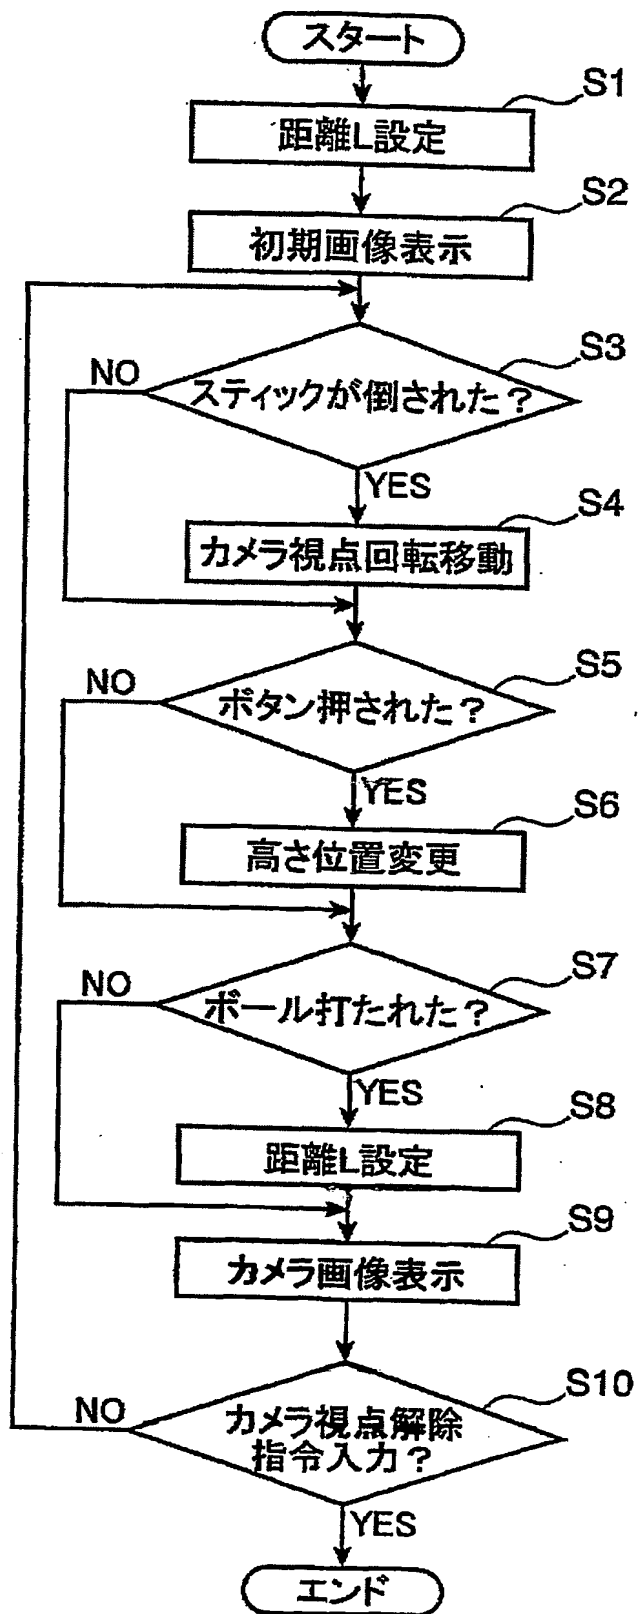 スタート
S1
距離L設定
S2
初期画像表示
S3
NO
スティックが倒された？
YES
S4
カメラ視点回転移動
S5
NO
ボタン押された？
YES
S6
高さ位置変更
S7
NO
ボール打たれた？
YES
S8
距離L設定
S9
カメラ画像表示
S10
NO
カメラ視点解除
指令入力？
YES
エンド